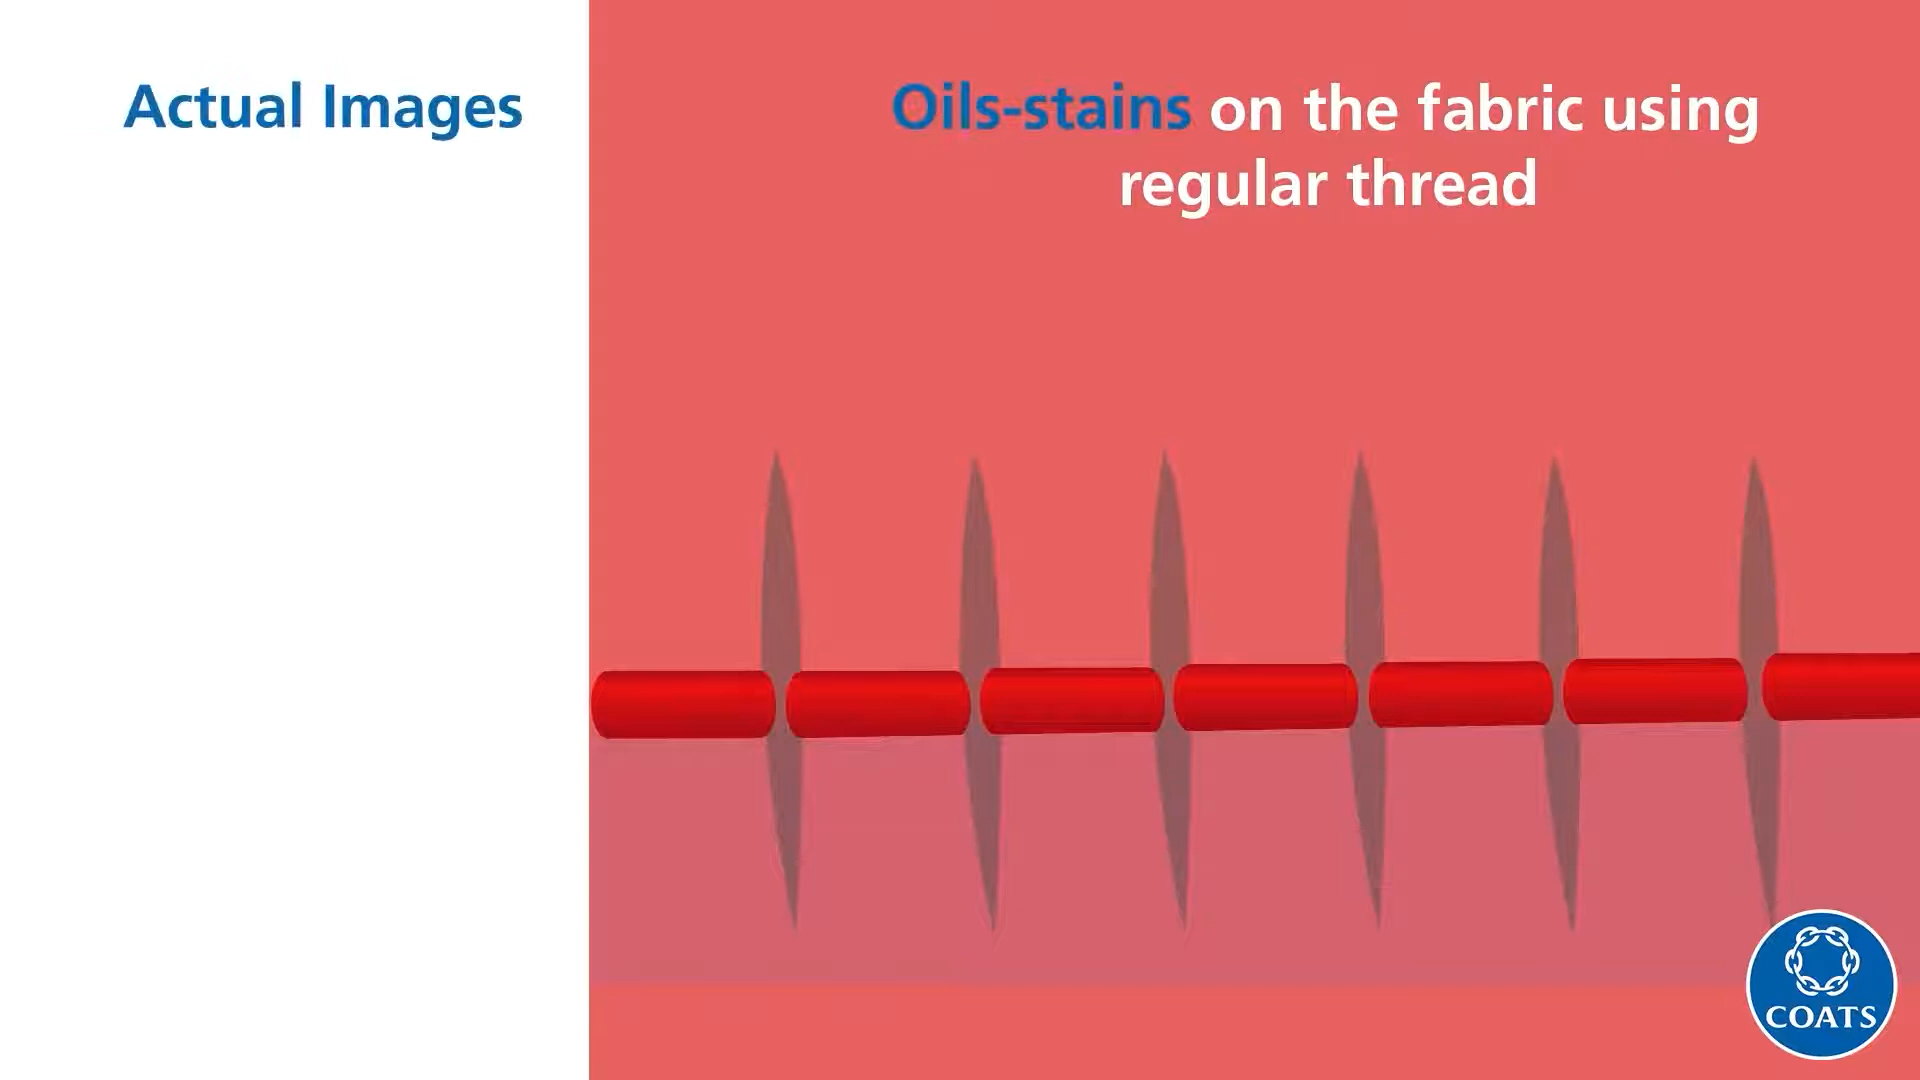 Actual Images
Oils-stains on the fabric using
regular thread
COATS